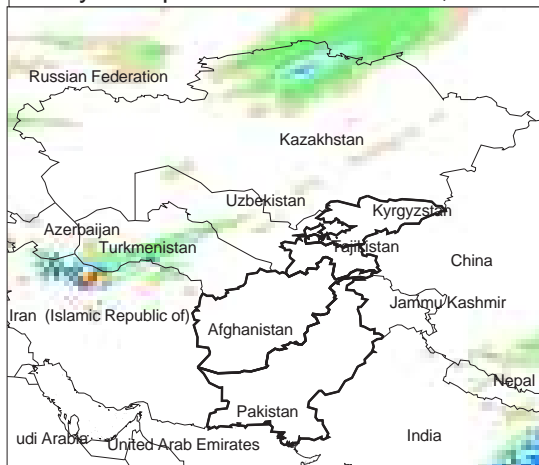 Russian Federation
Kazakhstan
Uzbekistan
Kyrgyzstan
Azerbaijan
Turkmenistan
Tajikistan
China
Jammu/Kashmir
Iran (Islamic Republic of)
Afghanistan
Nepal
Pakistan
udi Arabia
United Arab Emirates
India